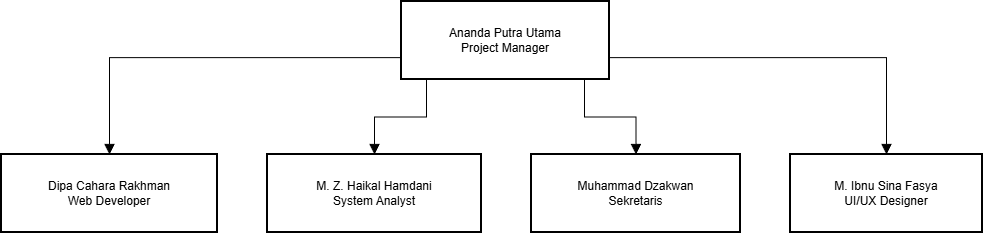 Ananda Putra Utama
Project Manager
Dipa Cahara Rakhman
Web Developer
M. Z. Haikal Hamdani
System Analyst
Muhammad Dzakwan
Sekretaris
M. Ibnu Sina Fasya
UI/UX Designer